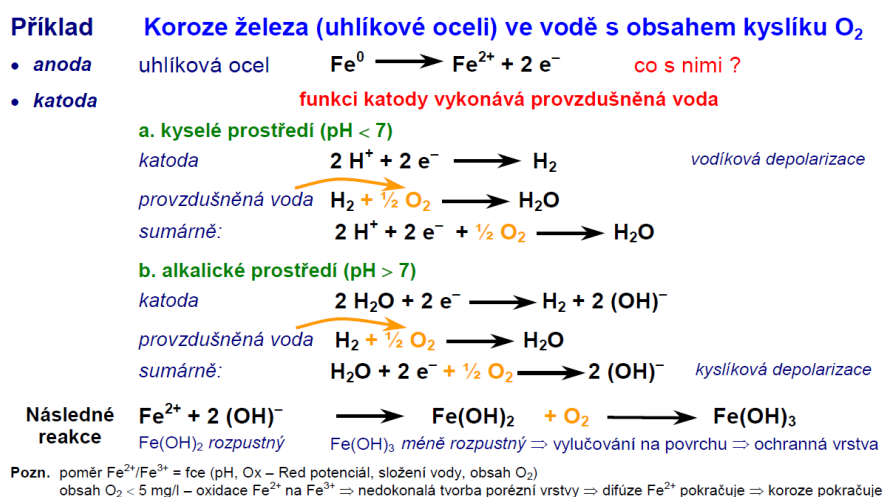 Příklad Koroze železa (uhlíkové oceli) ve vodě s obsahem kyslíku O₂
• anoda uhlíková ocel Fe⁰ ⟶ Fe²⁺ + 2 e⁻ co s nimi ?
• katoda funkci katody vykonává provzdušněná voda
a. kyselé prostředí (pH < 7)
katoda 2 H⁺ + 2 e⁻ ⟶ H₂ vodíková depolarizace
provzdušněná voda H₂ + ½ O₂ ⟶ H₂O
sumárně: 2 H⁺ + 2 e⁻ + ½ O₂ ⟶ H₂O
b. alkalické prostředí (pH > 7)
katoda 2 H₂O + 2 e⁻ ⟶ H₂ + 2 (OH)⁻
provzdušněná voda H₂ + ½ O₂ ⟶ H₂O
sumárně: H₂O + 2 e⁻ + ½ O₂ ⟶ 2 (OH)⁻ kyslíková depolarizace
Následné reakce Fe²⁺ + 2 (OH)⁻ ⟶ Fe(OH)₂ + O₂ ⟶ Fe(OH)₃
Fe(OH)₂ rozpustný Fe(OH)₃ méně rozpustný ⇒ vylučování na povrchu ⇒ ochranná vrstva
Pozn. poměr Fe²⁺/Fe³⁺ = fce (pH, Ox – Red potenciál, složení vody, obsah O₂)
obsah O₂ < 5 mg/l – oxidace Fe²⁺ na Fe³⁺ ⇒ nedokonalá tvorba porézní vrstvy ⇒ difúze Fe²⁺ pokračuje ⇒ koroze pokračuje